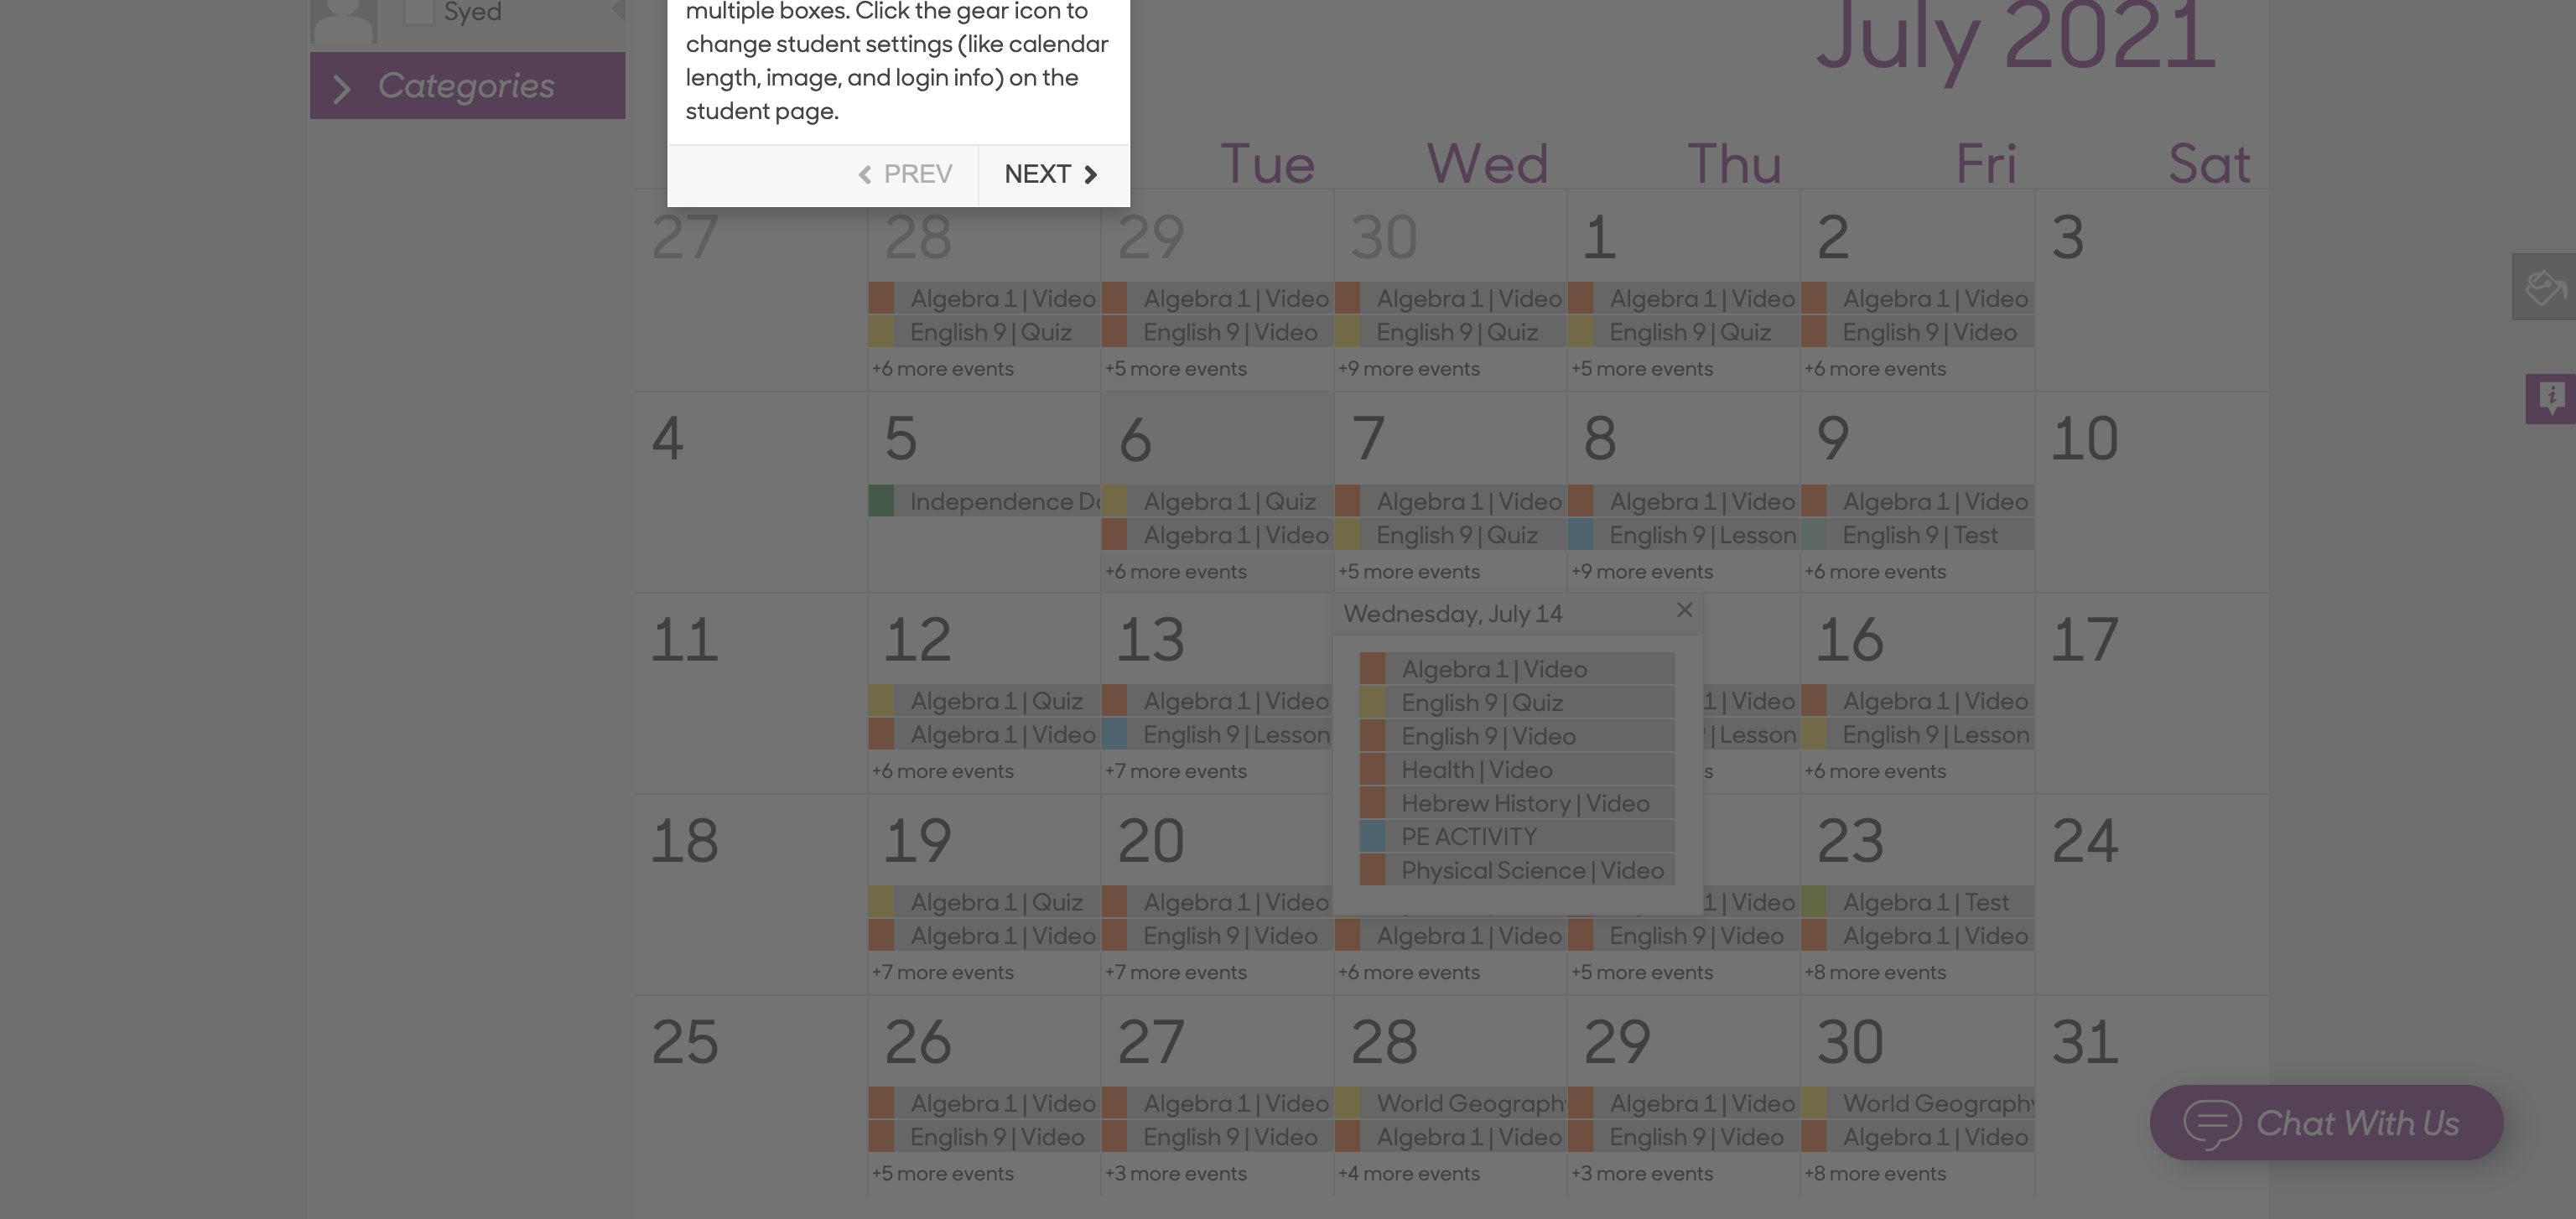 Syed
Categories
multiple boxes. Click the gear icon to
change student settings (like calendar
length, image, and login info) on the
student page.
PREV NEXT
July 2021
Tue Wed Thu Fri Sat
27 28 29 30 1 2 3
Algebra 1 | Video Algebra 1 | Video Algebra 1 | Video Algebra 1 | Video Algebra 1 | Video
English 9 | Quiz English 9 | Video English 9 | Quiz English 9 | Quiz English 9 | Video
+6 more events +5 more events +9 more events +5 more events +6 more events
4 5 6 7 8 9 10
Independence Algebra 1 | Quiz Algebra 1 | Video Algebra 1 | Video Algebra 1 | Video
Algebra 1 | Video English 9 | Quiz English 9 | Lesson English 9 | Test
+6 more events +5 more events +9 more events +6 more events
Wednesday, July 14
Algebra 1 | Video
English 9 | Quiz
English 9 | Video
Health | Video
Hebrew History | Video
PE ACTIVITY
Physical Science | Video
11 12 13 16 17
Algebra 1 | Quiz Algebra 1 | Video 1 | Video Algebra 1 | Video
Algebra 1 | Video English 9 | Lesson | Lesson English 9 | Lesson
+6 more events +7 more events s +6 more events
18 19 20 23 24
Algebra 1 | Quiz Algebra 1 | Video 1 | Video Algebra 1 | Test
Algebra 1 | Video English 9 | Video Algebra 1 | Video English 9 | Video Algebra 1 | Video
+7 more events +7 more events +6 more events +5 more events +8 more events
25 26 27 28 29 30 31
Algebra 1 | Video Algebra 1 | Video World Geography Algebra 1 | Video World Geography
English 9 | Video English 9 | Video Algebra 1 | Video English 9 | Video Algebra 1 | Video
+5 more events +3 more events +4 more events +3 more events +8 more events
Chat With Us